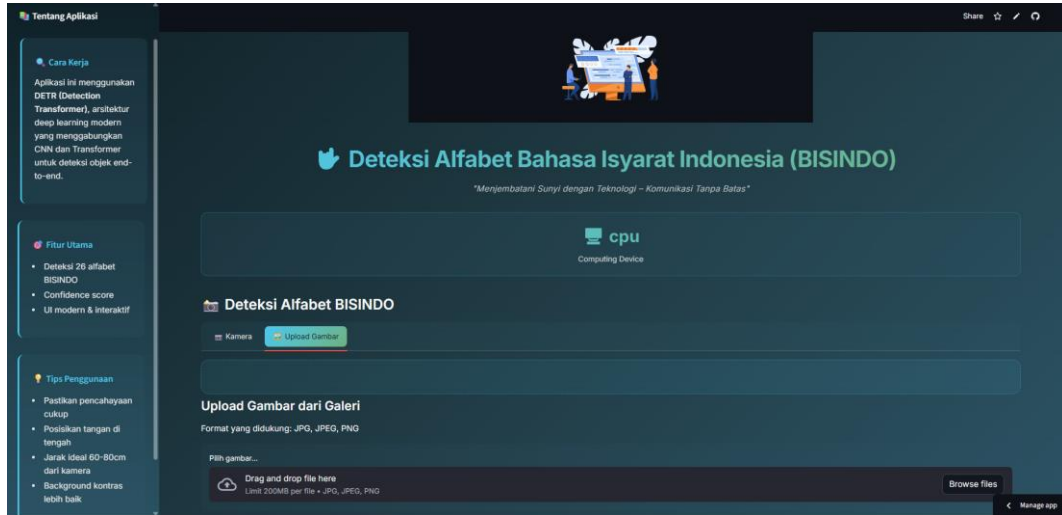 Tentang Aplikasi
Share
Cara Kerja
Aplikasi ini menggunakan
DETR (Detection
Transformer), arsitektur
deep learning modern
yang menggabungkan
CNN dan Transformer
untuk deteksi objek end-
to-end.
Fitur Utama
Deteksi 26 alfabet
BISINDO
Confidence score
UI modern & interaktif
Tips Penggunaan
Pastikan pencahayaan
cukup
Posisikan tangan di
tengah
Jarak ideal 60-80cm
dari kamera
Background kontras
lebih baik
Deteksi Alfabet Bahasa Isyarat Indonesia (BISINDO)
"Menjembatani Sunyi dengan Teknologi – Komunikasi Tanpa Batas"
cpu
Computing Device
Deteksi Alfabet BISINDO
Kamera
Upload Gambar
Upload Gambar dari Galeri
Format yang didukung: JPG, JPEG, PNG
Pilih gambar...
Drag and drop file here
Limit 200MB per file • JPG, JPEG, PNG
Browse files
Manage app